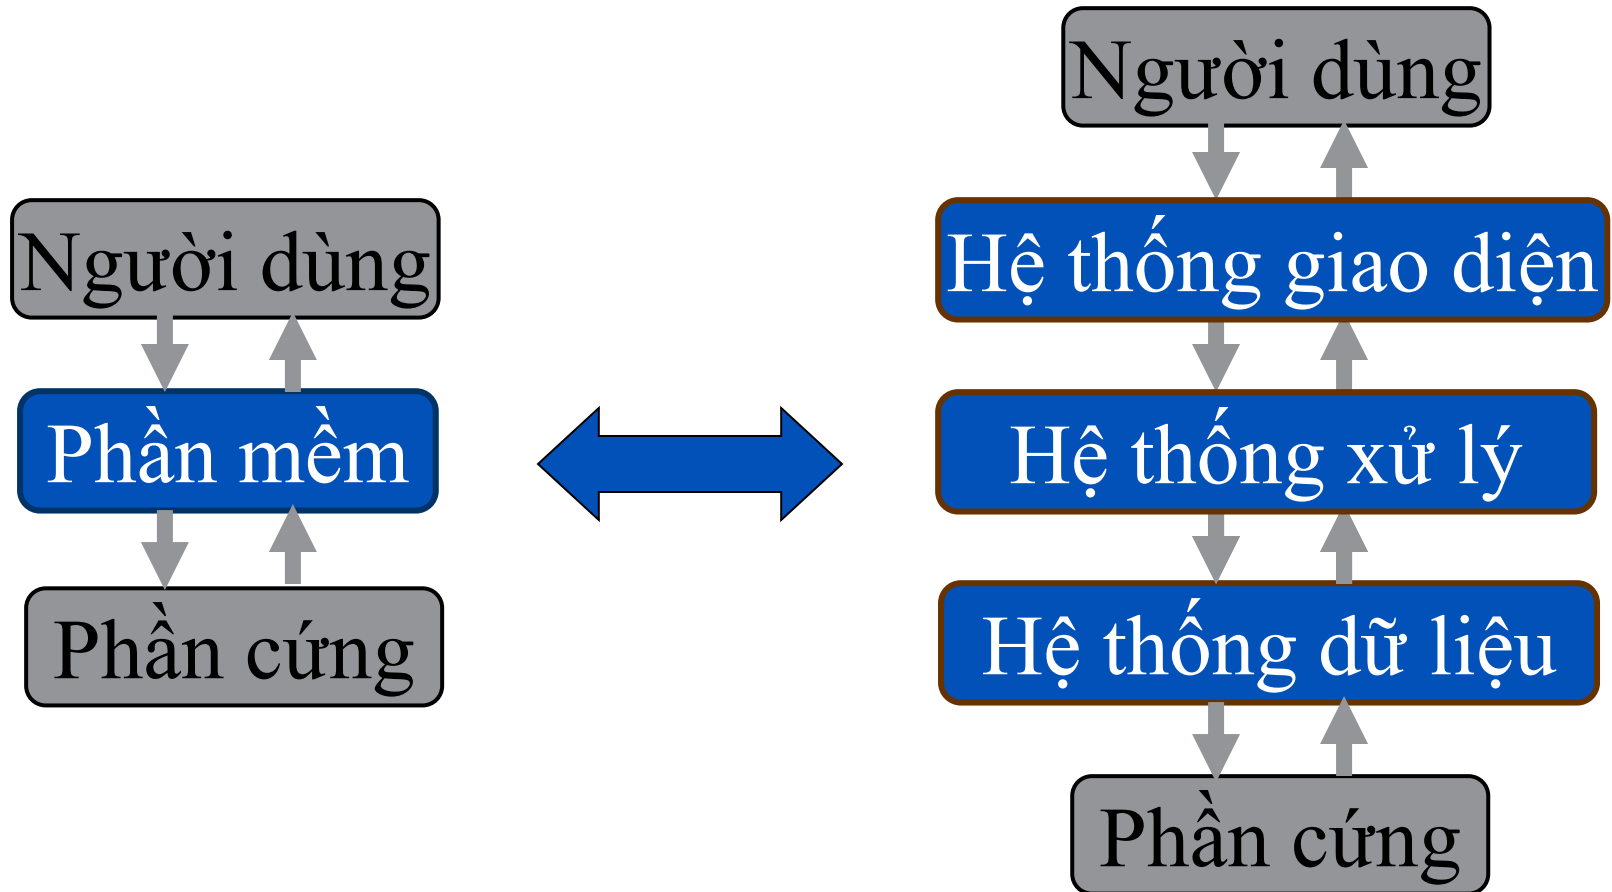 Người dùng
Phần mềm
Phần cứng
Người dùng
Hệ thống giao diện
Hệ thống xử lý
Hệ thống dữ liệu
Phần cứng